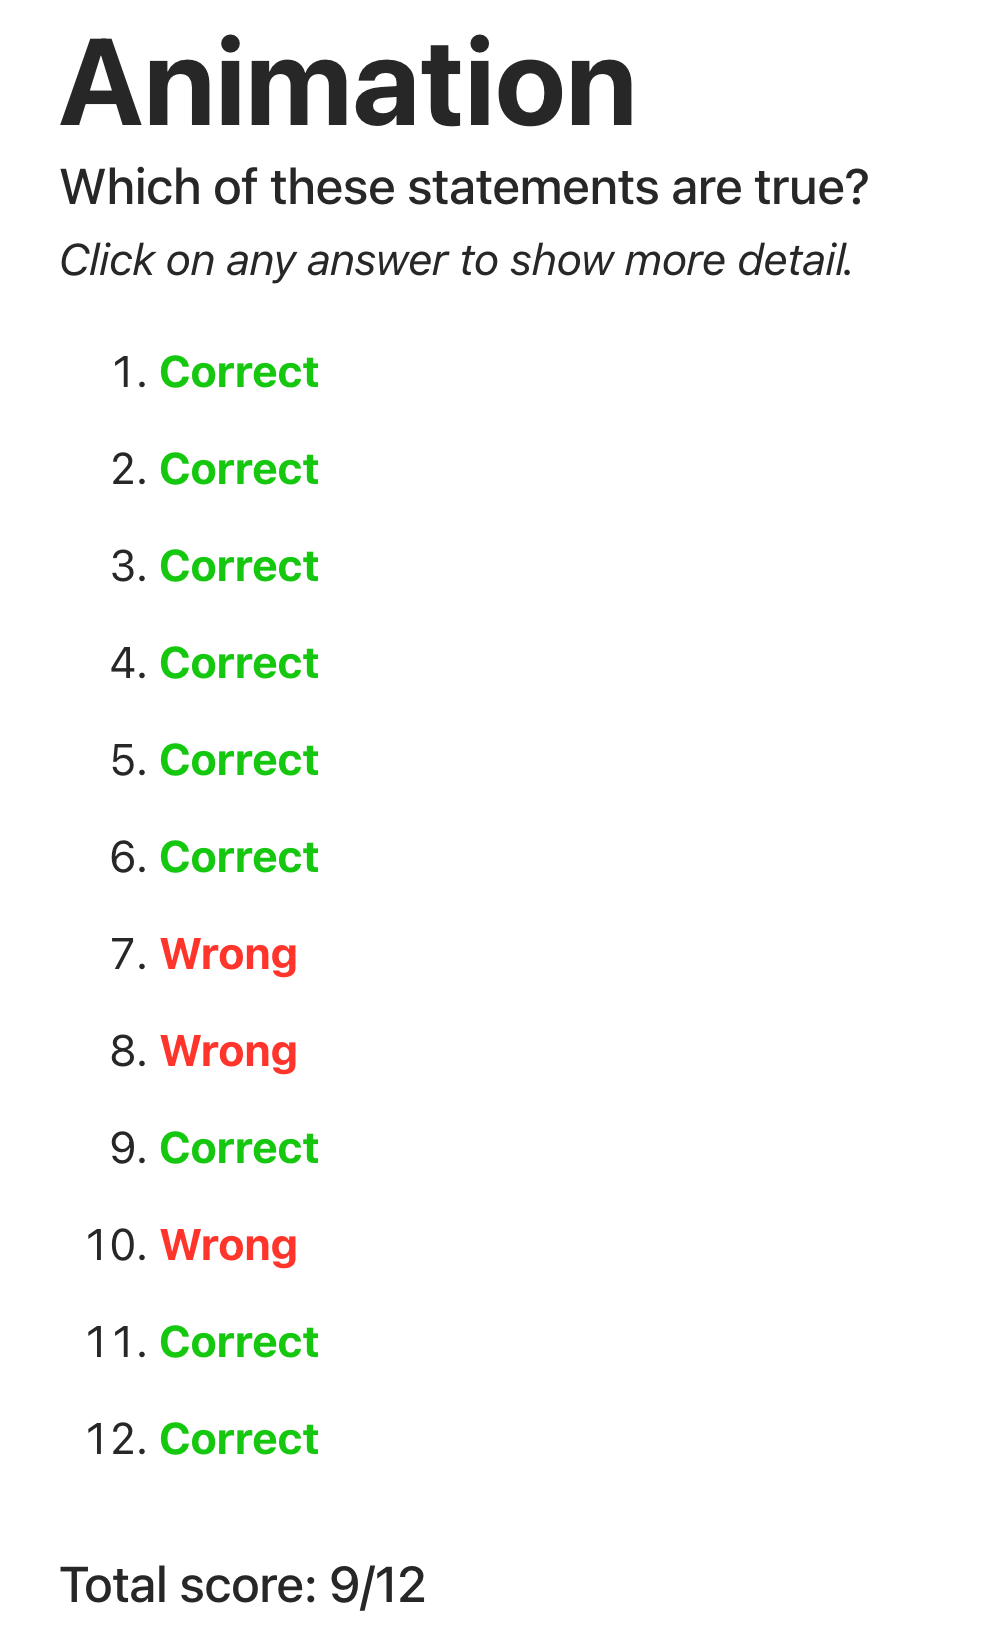 Animation
Which of these statements are true?
Click on any answer to show more detail.
1. Correct
2. Correct
3. Correct
4. Correct
5. Correct
6. Correct
7. Wrong
8. Wrong
9. Correct
10. Wrong
11. Correct
12. Correct
Total score: 9/12